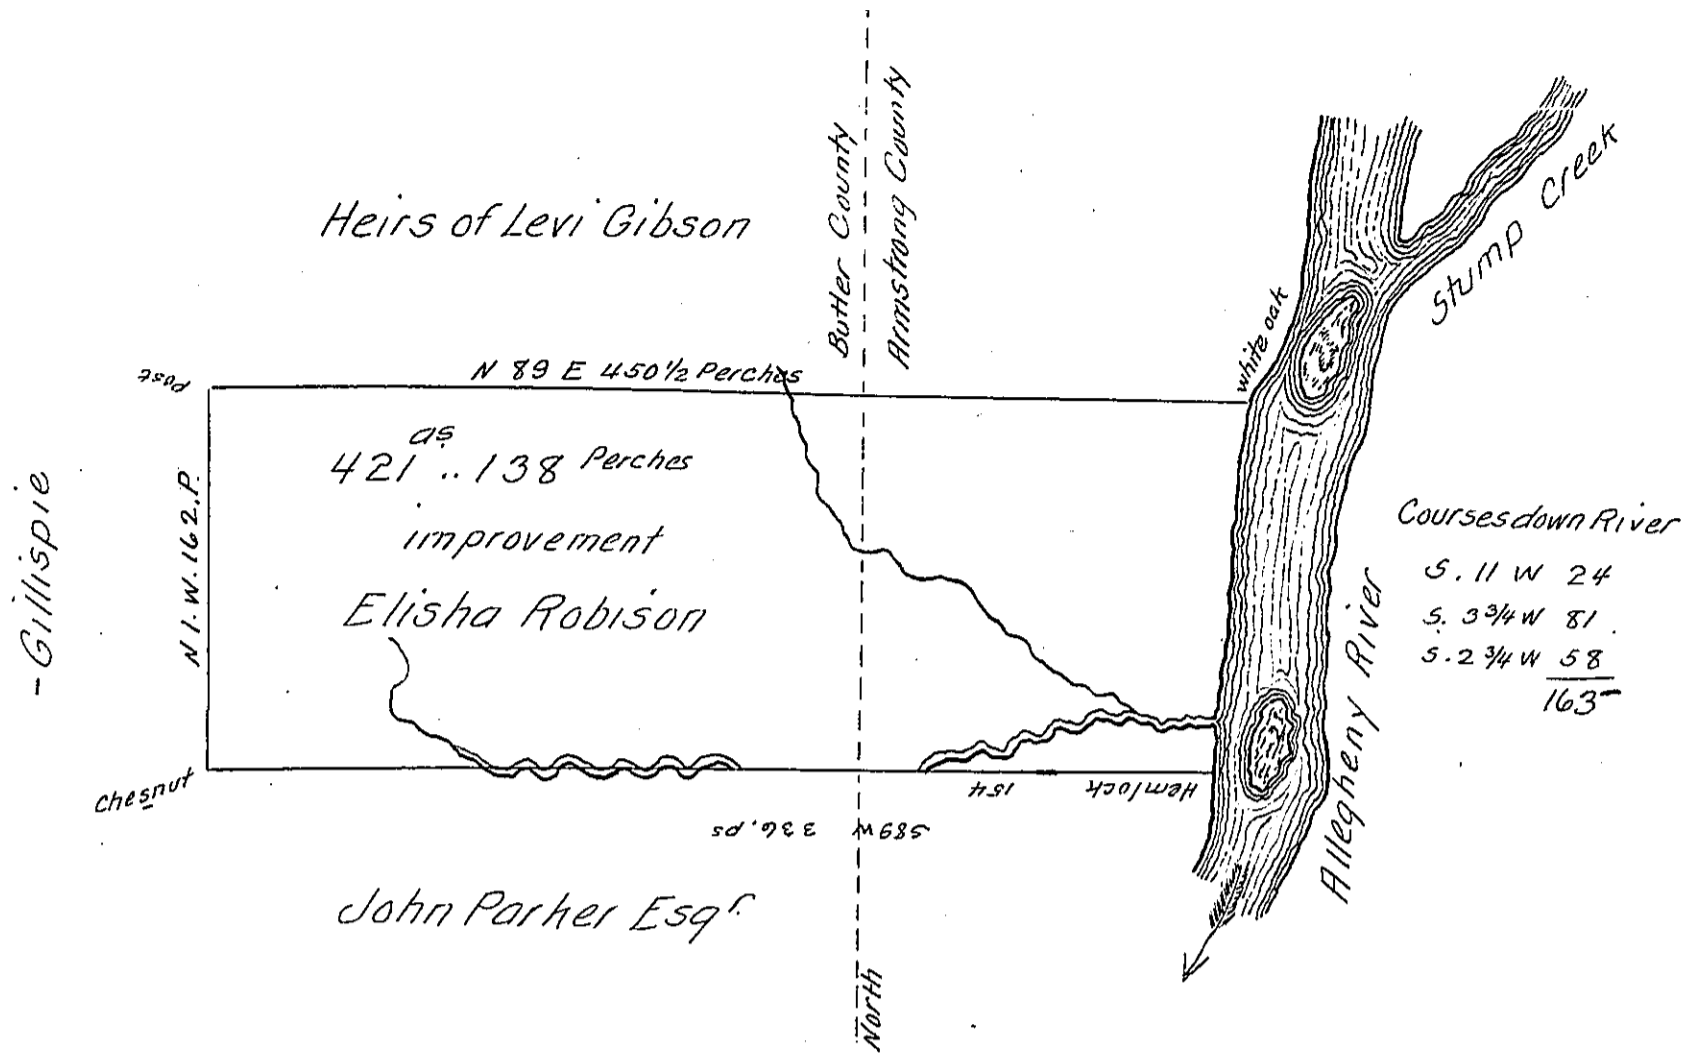 Butler County
Armstrong County
Heirs of Levi Gibson
Stump Creek
white oak
Post
N 89 E 450½ Perches
421 as .. 138 Perches
improvement
Elisha Robison
-Gillispie
N 1. W. 162. P.
Courses down River
S. 11 W 24
S. 3¾ W 81
S. 2¾ W 58
163
Allegheny River
Chesnut
Hemlock
154
S89W 336. ps
John Parker Esqr.
North